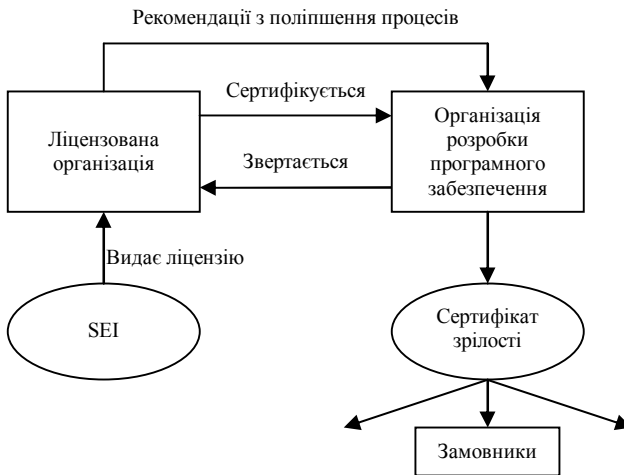 Рекомендації з поліпшення процесів
Сертифікується
Ліцензована
організація
Організація
розробки
програмного
забезпечення
Звертається
Видає ліцензію
SEI
Сертифікат
зрілості
Замовники